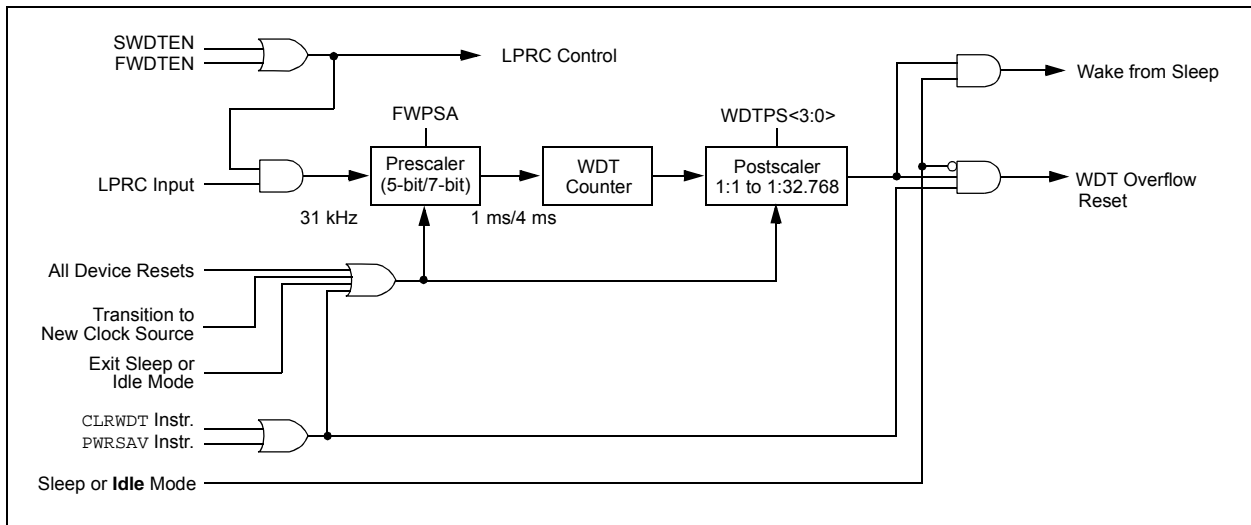 SWDTEN
FWDTEN
LPRC Control
Wake from Sleep
FWPSA
WDTPS<3:0>
Prescaler
(5-bit/7-bit)
WDT
Counter
Postscaler
1:1 to 1:32.768
LPRC Input
WDT Overflow
Reset
31 kHz
1 ms/4 ms
All Device Resets
Transition to
New Clock Source
Exit Sleep or
Idle Mode
CLRWDT Instr.
PWRSAV Instr.
Sleep or Idle Mode